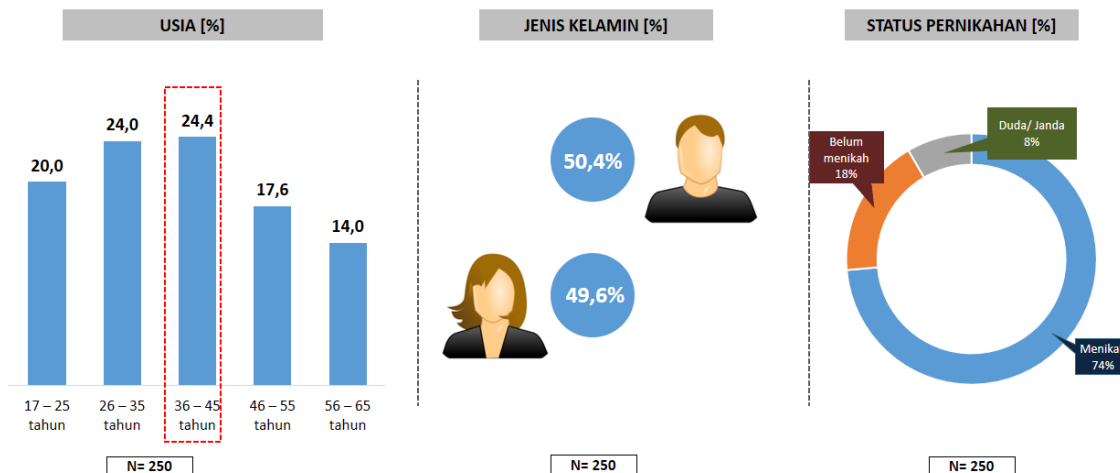 USIA [%]
20,0
24,0
24,4
17,6
14,0
17 – 25
tahun
26 – 35
tahun
36 – 45
tahun
46 – 55
tahun
56 – 65
tahun
N= 250
JENIS KELAMIN [%]
50,4%
49,6%
N= 250
STATUS PERNIKAHAN [%]
Duda/ Janda
8%
Belum
menikah
18%
Menika
74%
N= 250